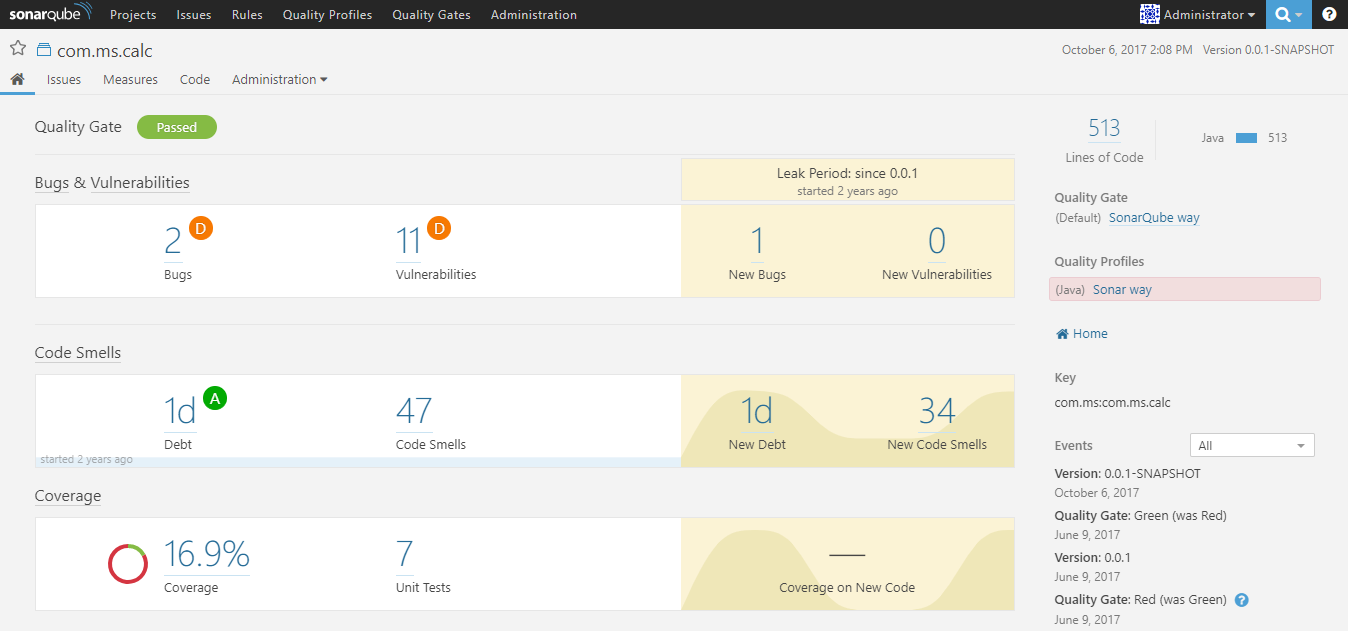 sonarqube Projects Issues Rules Quality Profiles Quality Gates Administration Administrator ?
com.ms.calc October 6, 2017 2:08 PM Version 0.0.1-SNAPSHOT
Issues Measures Code Administration
Quality Gate Passed
Bugs & Vulnerabilities
Leak Period: since 0.0.1
started 2 years ago
2 D 11 D 1 0
Bugs Vulnerabilities New Bugs New Vulnerabilities
Code Smells
1d A 47 1d 34
Debt Code Smells New Debt New Code Smells
started 2 years ago
Coverage
16.9% 7 —
Coverage Unit Tests Coverage on New Code
513 Java 513
Lines of Code
Quality Gate
(Default) SonarQube way
Quality Profiles
(Java) Sonar way
Home
Key
com.ms:com.ms.calc
Events All
Version: 0.0.1-SNAPSHOT
October 6, 2017
Quality Gate: Green (was Red)
June 9, 2017
Version: 0.0.1
June 9, 2017
Quality Gate: Red (was Green) ?
June 9, 2017